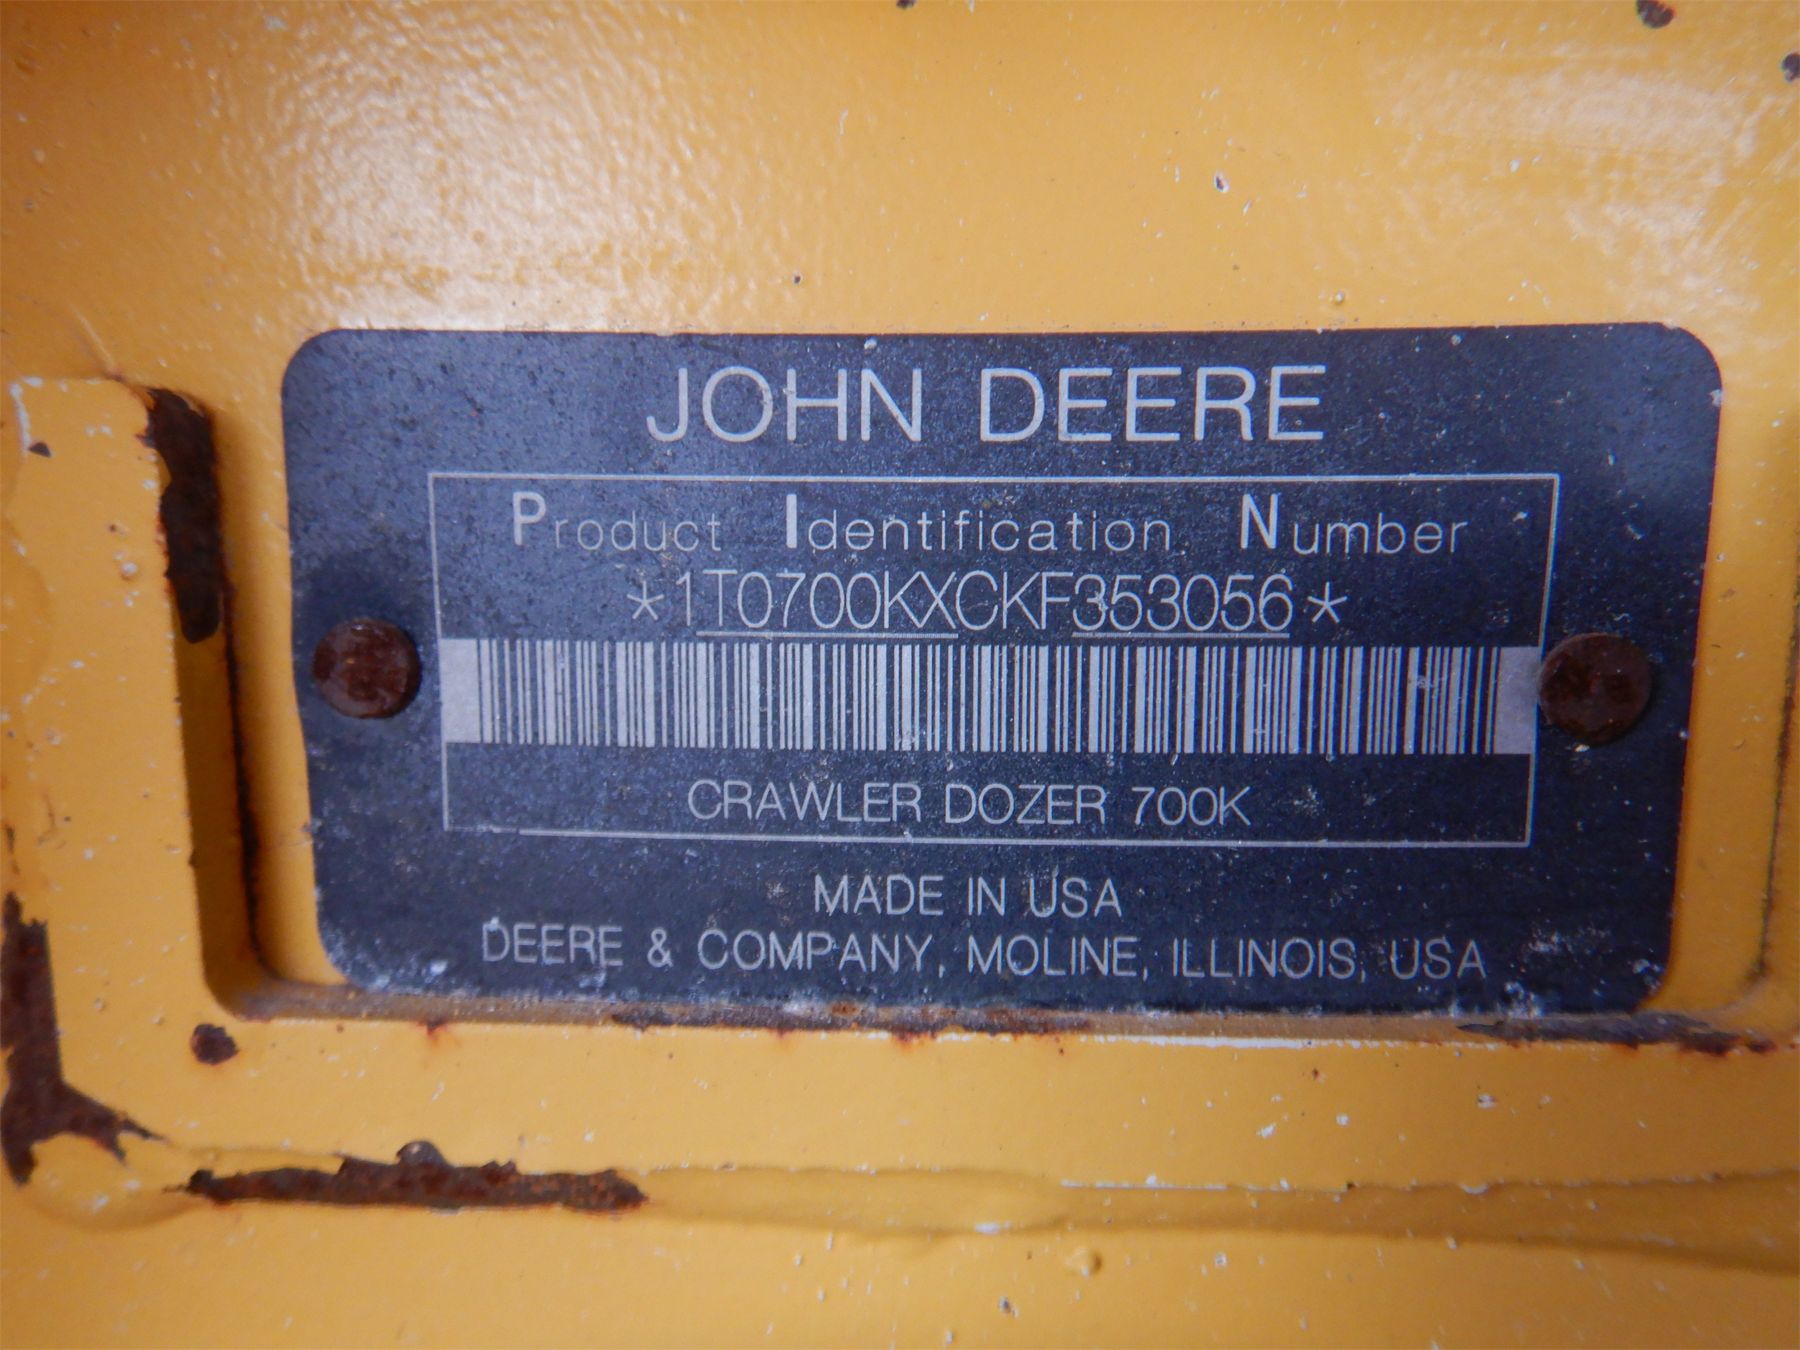 JOHN DEERE
Product Identification Number
*1T0700KXCKF353056*
CRAWLER DOZER 700K
MADE IN USA
DEERE & COMPANY, MOLINE, ILLINOIS, USA